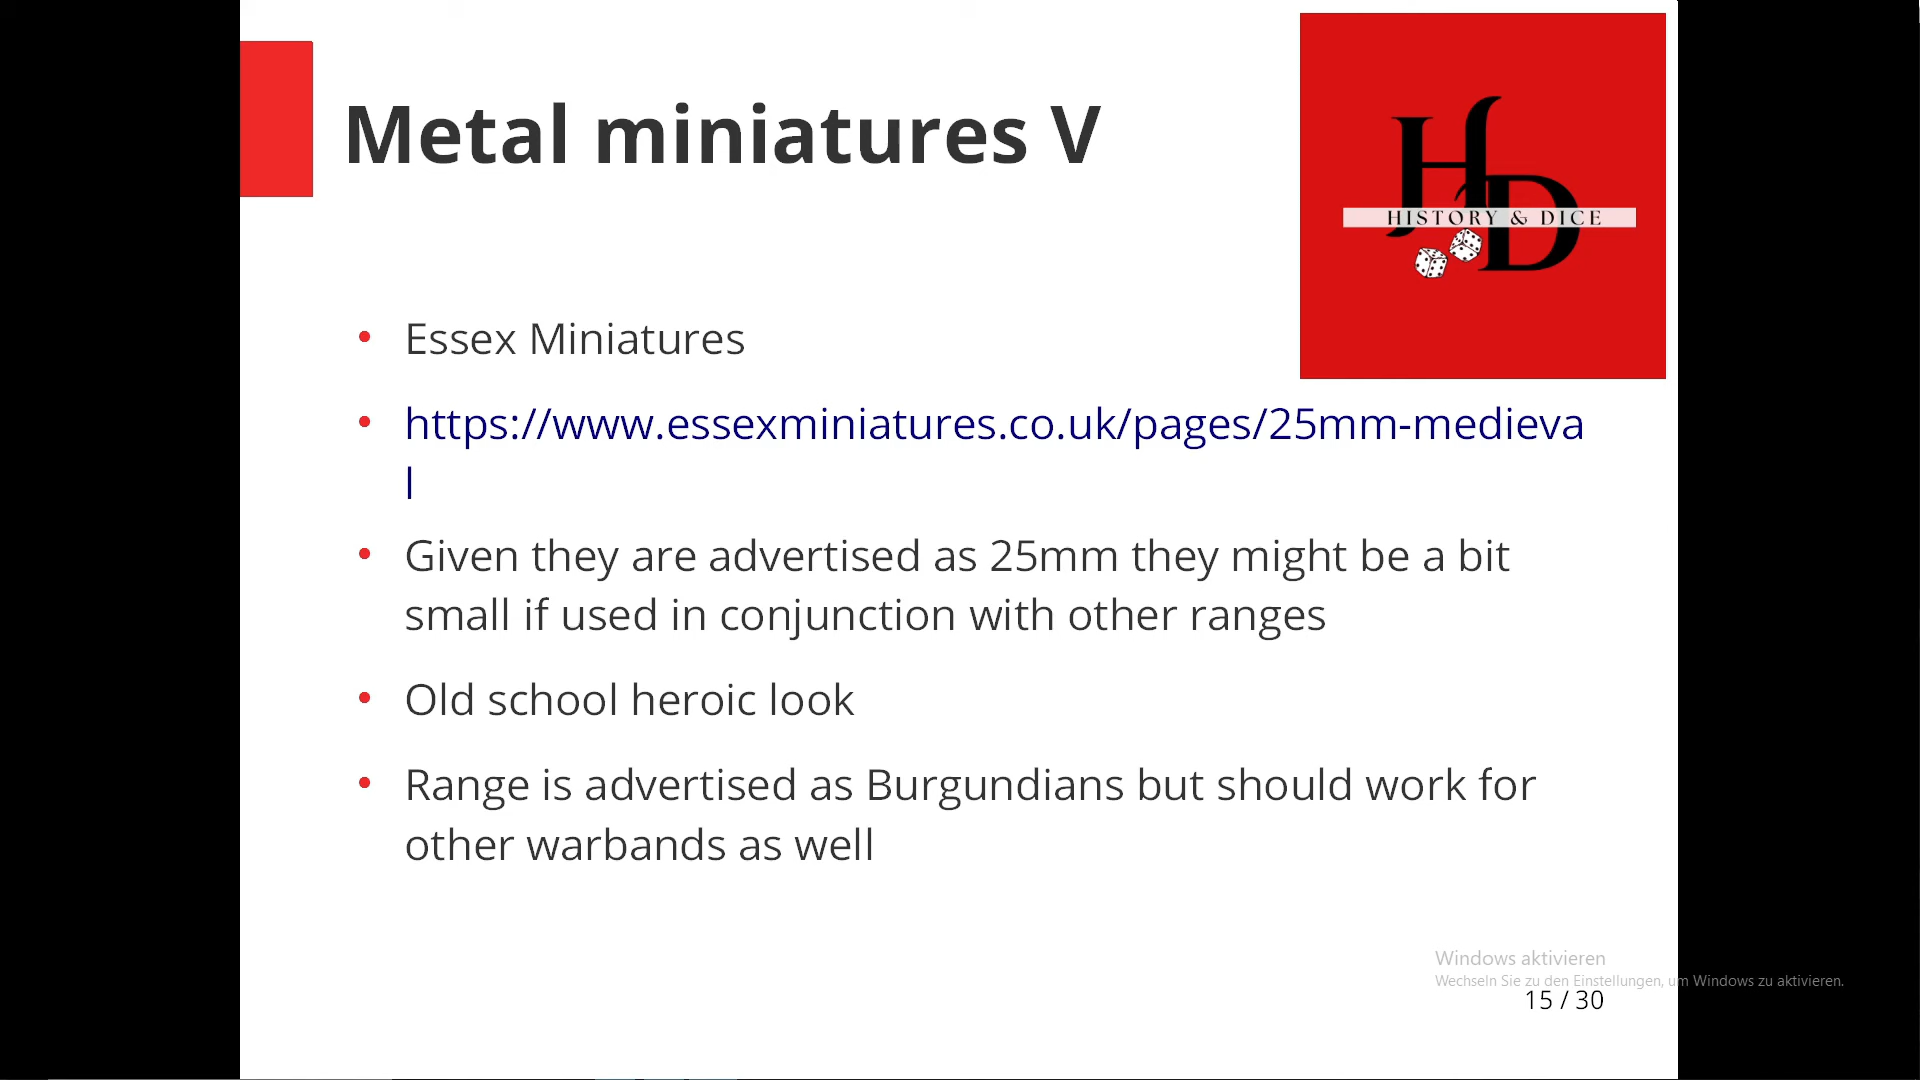 Metal miniatures V
HD
HISTORY & DICE
• Essex Miniatures
• https://www.essexminiatures.co.uk/pages/25mm-medieva
l
• Given they are advertised as 25mm they might be a bit
small if used in conjunction with other ranges
• Old school heroic look
• Range is advertised as Burgundians but should work for
other warbands as well
Windows aktivieren
Wechseln Sie zu den Einstellungen, um Windows zu aktivieren.
15 / 30